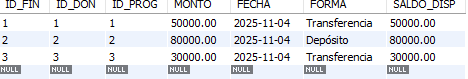 ID_FIN ID_DON ID_PROG MONTO FECHA FORMA SALDO_DISP
1 1 1 50000.00 2025-11-04 Transferencia 50000.00
2 2 2 80000.00 2025-11-04 Depósito 80000.00
3 3 3 30000.00 2025-11-04 Transferencia 30000.00
NULL NULL NULL NULL NULL NULL NULL